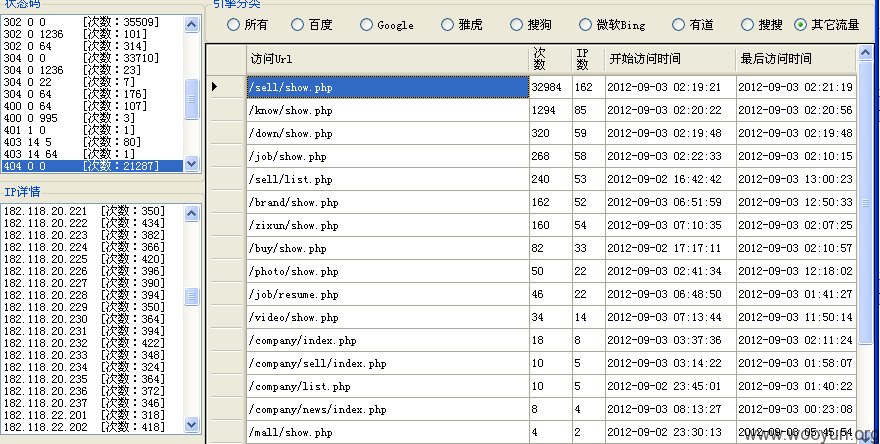 状态码
302 0 0 [次数：35509]
302 0 1236 [次数：101]
302 0 64 [次数：314]
304 0 0 [次数：33710]
304 0 1236 [次数：23]
304 0 22 [次数：7]
304 0 64 [次数：176]
400 0 64 [次数：107]
400 0 995 [次数：3]
401 1 0 [次数：1]
403 14 5 [次数：80]
403 14 64 [次数：1]
404 0 0 [次数：21287]
IP详情
182.118.20.221 [次数：350]
182.118.20.222 [次数：434]
182.118.20.223 [次数：382]
182.118.20.224 [次数：366]
182.118.20.225 [次数：420]
182.118.20.226 [次数：396]
182.118.20.227 [次数：390]
182.118.20.228 [次数：394]
182.118.20.229 [次数：350]
182.118.20.230 [次数：364]
182.118.20.231 [次数：394]
182.118.20.232 [次数：422]
182.118.20.233 [次数：348]
182.118.20.234 [次数：324]
182.118.20.235 [次数：364]
182.118.20.236 [次数：372]
182.118.20.237 [次数：346]
182.118.22.201 [次数：318]
182.118.22.202 [次数：418]
引擎分类
所有 百度 Google 雅虎 搜狗 微软Bing 有道 搜搜 其它流量
访问Url 次数 IP数 开始访问时间 最后访问时间
/sell/show.php 32984 162 2012-09-03 02:19:21 2012-09-03 02:21:19
/know/show.php 1294 85 2012-09-03 02:20:22 2012-09-03 02:20:56
/down/show.php 320 59 2012-09-03 02:19:48 2012-09-03 02:19:48
/job/show.php 268 58 2012-09-03 02:22:33 2012-09-03 02:10:15
/sell/list.php 240 53 2012-09-02 16:42:42 2012-09-03 13:00:23
/brand/show.php 162 52 2012-09-03 06:51:59 2012-09-03 12:50:33
/zixun/show.php 160 54 2012-09-03 07:10:35 2012-09-03 02:07:25
/buy/show.php 82 33 2012-09-02 17:17:11 2012-09-03 02:10:57
/photo/show.php 50 22 2012-09-03 02:41:34 2012-09-03 12:18:02
/job/resume.php 46 22 2012-09-03 06:48:50 2012-09-03 01:41:27
/video/show.php 34 14 2012-09-03 07:13:44 2012-09-03 11:50:14
/company/index.php 18 8 2012-09-03 03:37:36 2012-09-03 02:11:24
/company/sell/index.php 10 5 2012-09-03 03:14:22 2012-09-03 01:58:07
/company/list.php 10 5 2012-09-02 23:45:01 2012-09-03 01:40:22
/company/news/index.php 8 4 2012-09-03 08:13:27 2012-09-03 00:23:08
/mall/show.php 4 2 2012-09-02 23:30:13 2012-09-03 05:45:54
www.wooyun.org